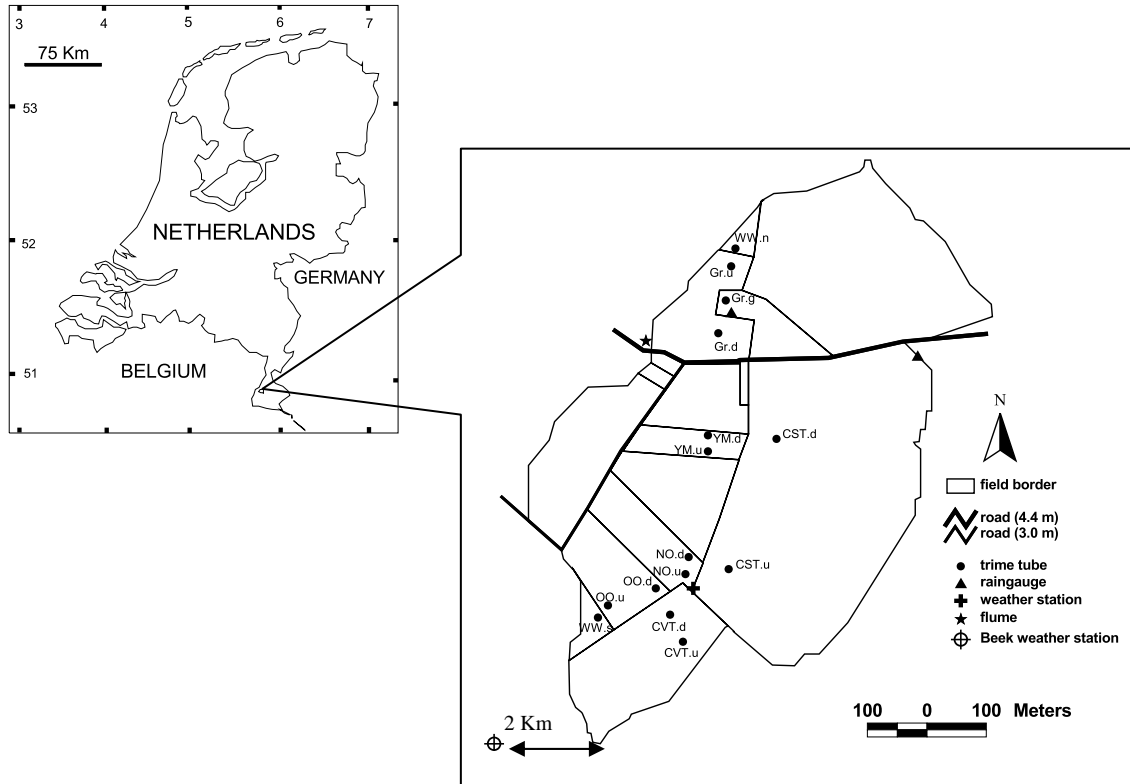 3 4 5 6 7
75 Km
53
52
51
NETHERLANDS
GERMANY
BELGIUM
WW.n
Gr.u
Gr.g
Gr.d
YM.d
YM.u
CST.d
NO.d
NO.u
CST.u
OO.d
OO.u
WW.s
CVT.d
CVT.u
N
field border
road (4.4 m)
road (3.0 m)
trime tube
raingauge
weather station
flume
Beek weather station
100 0 100 Meters
2 Km